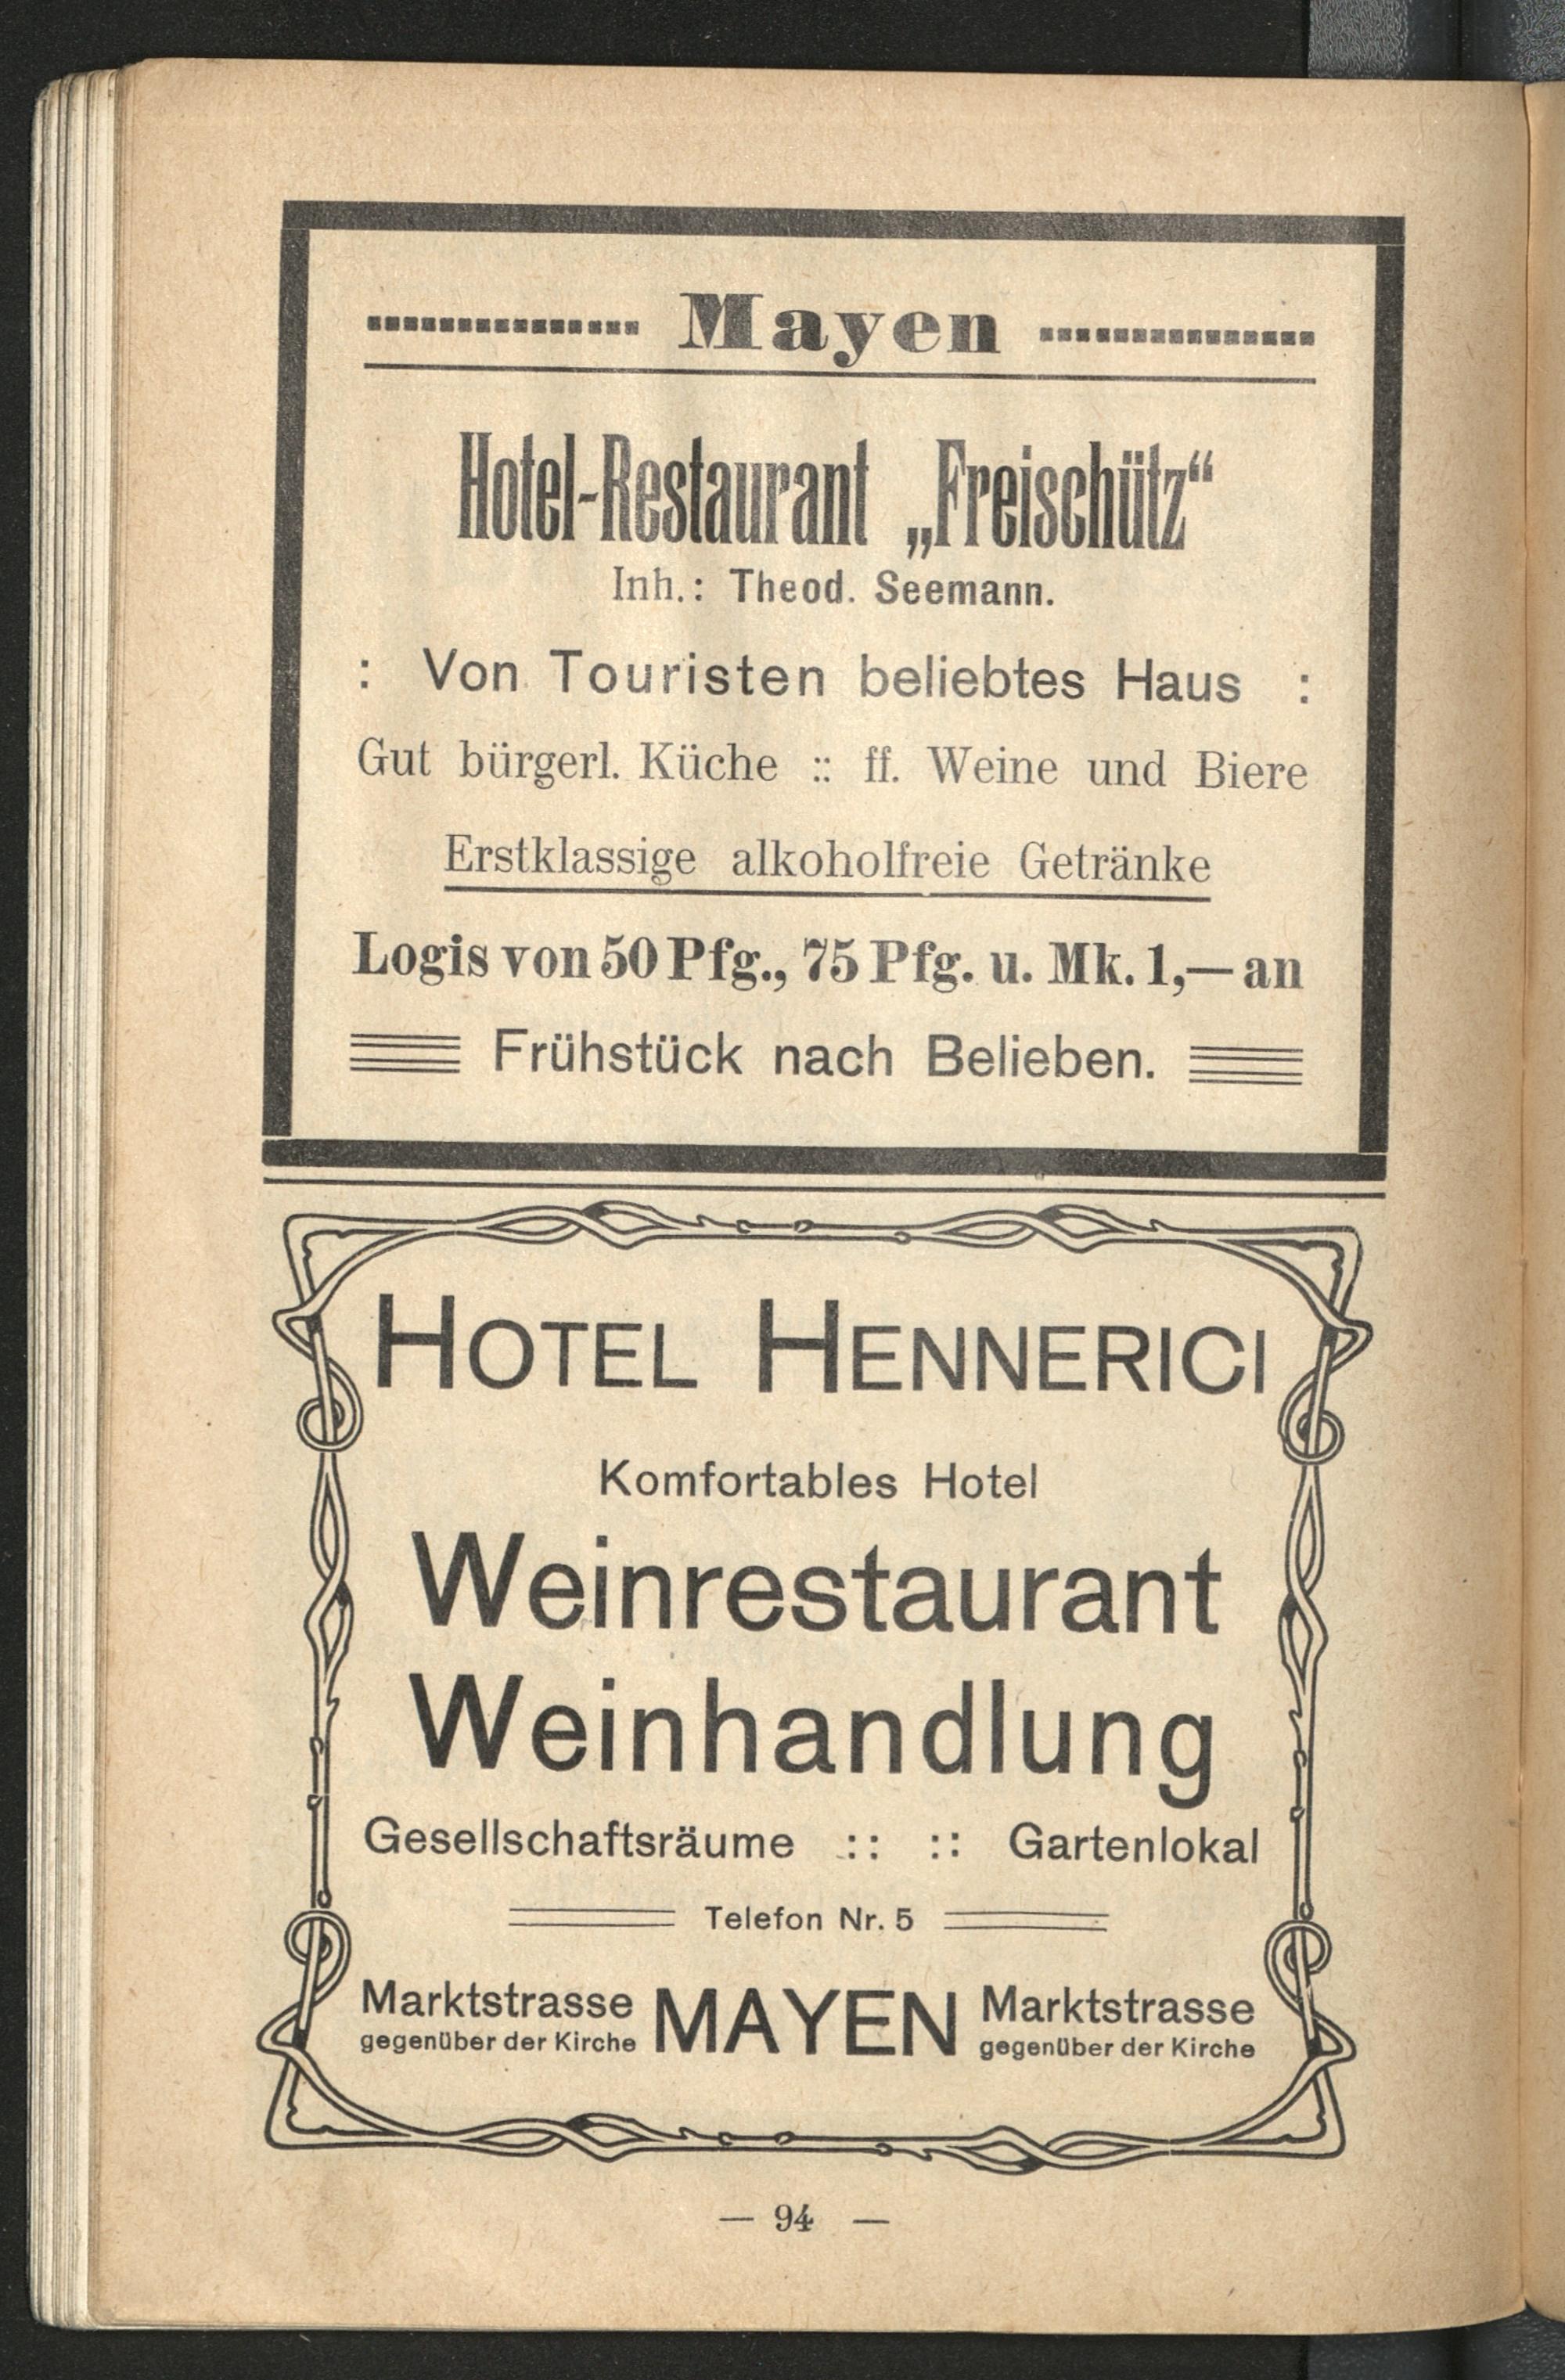 Mayen
Hotel-Restaurant „Freischütz“
Inh.: Theod. Seemann.
: Von Touristen beliebtes Haus :
Gut bürgerl. Küche :: ff. Weine und Biere
Erstklassige alkoholfreie Getränke
Logis von 50 Pfg., 75 Pfg. u. Mk. 1,— an
Frühstück nach Belieben.
HOTEL HENNERICI
Komfortables Hotel
Weinrestaurant
Weinhandlung
Gesellschaftsräume :: :: Gartenlokal
Telefon Nr. 5
Marktstrasse MAYEN Marktstrasse
gegenüber der Kirche gegenüber der Kirche
— 94 —